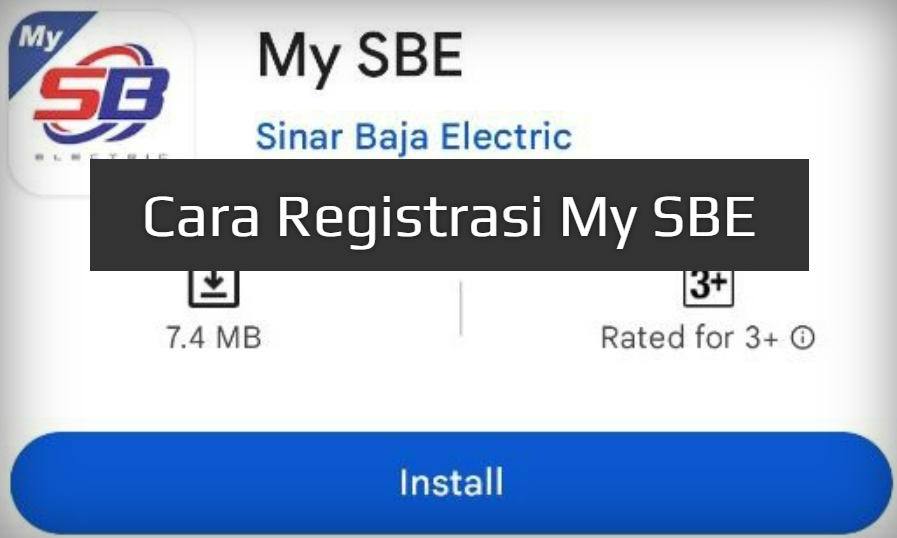 My
SB
ELECTRIC
My SBE
Sinar Baja Electric
Cara Registrasi My SBE
3+
7.4 MB
Rated for 3+
Install